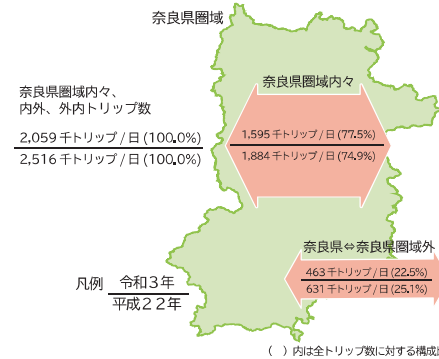 奈良県圏域
奈良県圏域内々
奈良県圏域内々、
内外、外内トリップ数
2,059 千トリップ / 日 (100.0%)
2,516 千トリップ / 日 (100.0%)
1,595 千トリップ / 日 (77.5%)
1,884 千トリップ / 日 (74.9%)
奈良県⇔奈良県圏域外
463 千トリップ / 日 (22.5%)
631 千トリップ / 日 (25.1%)
凡例 令和３年
平成２２年
（ ）内は全トリップ数に対する構成